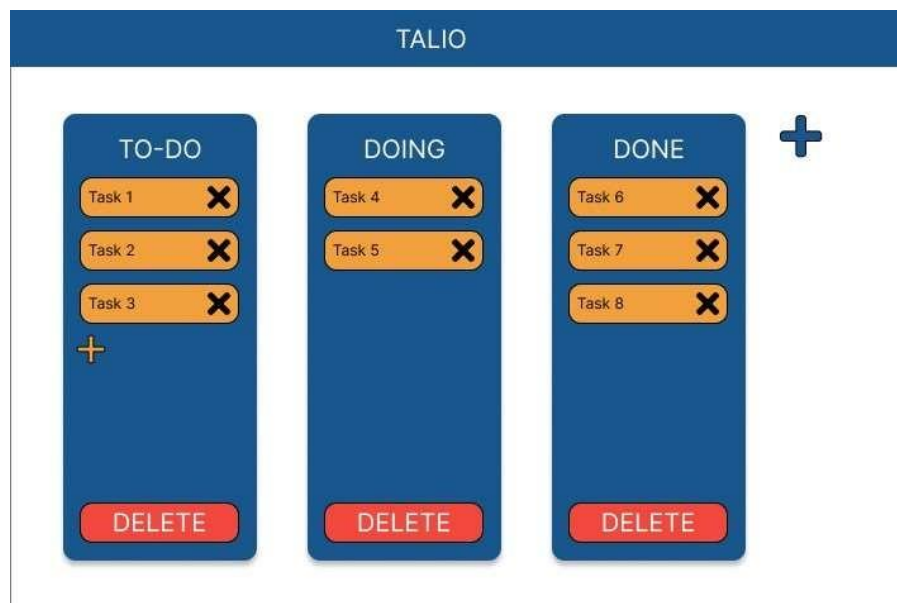 TALIO
TO-DO
Task 1
Task 2
Task 3
DELETE
DOING
Task 4
Task 5
DELETE
DONE
Task 6
Task 7
Task 8
DELETE